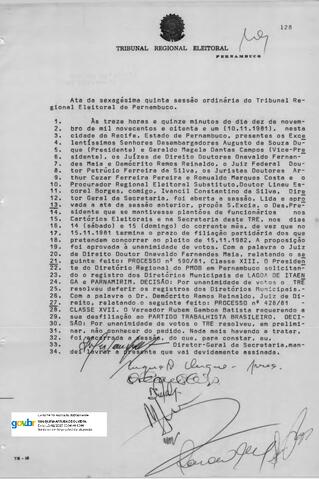 128
TRIBUNAL REGIONAL ELEITORAL
PERNAMBUCO
Ata da sexagésima quinta sessão ordinária do Tribunal Re
gional Eleitoral de Pernambuco.
1. Às treze horas e quinze minutos do dia dez de novem
2. bro de mil novecentos e oitenta e um (10.11.1981), nesta
3. cidade do Recife, Estado de Pernambuco, presentes os Exce
4. lentíssimos Senhores Desembargadores Augusto de Souza Du-
5. que (Presidente) e Geraldo Magela Dantas Campos (Vice-Pre
6. sidente), os Juízes de Direito Doutores Onavaldo Fernan-
7. des Maia e Demócrito Ramos Reinaldo, o Juiz Federal Dou-
8. tor Petrúcio Ferreira da Silva, os Juristas Doutores Ar-
9. thur Cezar Ferreira Pereira e Romualdo Marques Costa e o
10. Procurador Regional Eleitoral Substituto, Doutor Lineu Es
11. corel Borges, comigo, Ivanci Constantino da Silva, Dire
12. tor Geral da Secretaria, Foi aberta a sessão. Lida e apro
13. vada a ata da sessão anterior, propôs S.Excia. o Des.Pre
14. sidente que se mantivesse plantões de funcionários nos
15. Cartórios Eleitorais e na Secretaria deste TRE, nos dias
16. 14 (sábado) e 15 (domingo) do corrente mês, de vez que no
17. 15.11.1981 termina o prazo de filiação partidária dos que
18. pretendam concorrer no pleito de 15.11.1982. A proposição
19. foi aprovada à unanimidade de votos. Com a palavra o Juiz
20. de Direito Doutor Onavaldo Fernandes Maia, relatando o se
21. guinte feito: PROCESSO nº 590/81 - Classe XIII. O Presiden
22. te do Diretório Regional do PMDB em Pernambuco solicitan-
23. do o registro dos Diretórios Municipais de LAGOA DE ITAEN
24. GA e PARNAMIRIM. DECISÃO: Por unanimidade de votos o TRE
25. resolveu deferir os registros dos Diretórios Municipais.-
26. Com a palavra o Dr. Demócrito Ramos Reinaldo, Juiz de Di-
27. reito, relatando o seguinte feito: PROCESSO nº 428/81 -
28. CLASSE XVII. O Vereador Rubem Gamboa Batista requerendo a
29. sua desfiliação ao PARTIDO TRABALHISTA BRASILEIRO. DECI-
30. SÃO: Por unanimidade de votos o TRE resolveu, em prelimi-
31. nar, não conhecer do pedido. Nada mais havendo a tratar,
32. foi encerrada a sessão, do que, para constar, eu,
33. Diretor-Geral da Secretaria,man-
34. dei lavrar a presente que vai devidamente assinada.
gov.br